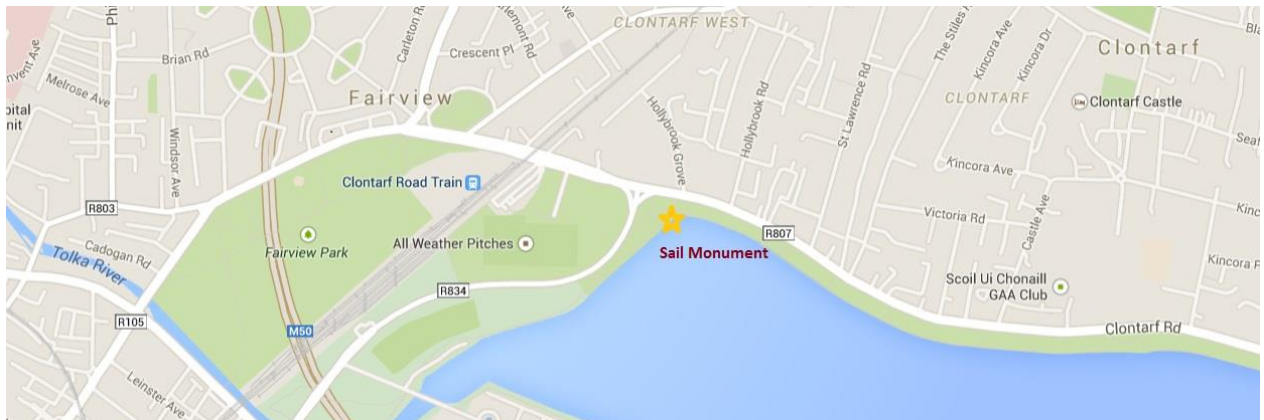 CLONTARF WEST
Brian Rd
Carleton
Crescent Pl
Clontarf
Melrose Ave
Fairview
Hollybrook Grove
Hollybrook Rd
St Lawrence Rd
The Stiles
Kincora Ave
Kincora Dr
CLONTARF
Clontarf Castle
Windsor Ave
Clontarf Road Train
Kincora Ave
R803
Victoria Rd
Castle Ave
Cadogan Rd
Fairview Park
All Weather Pitches
Sail Monument
R807
Tolka River
R834
Scoil Ui Chonaill
GAA Club
R105
M50
Clontarf Rd
Leinster Ave